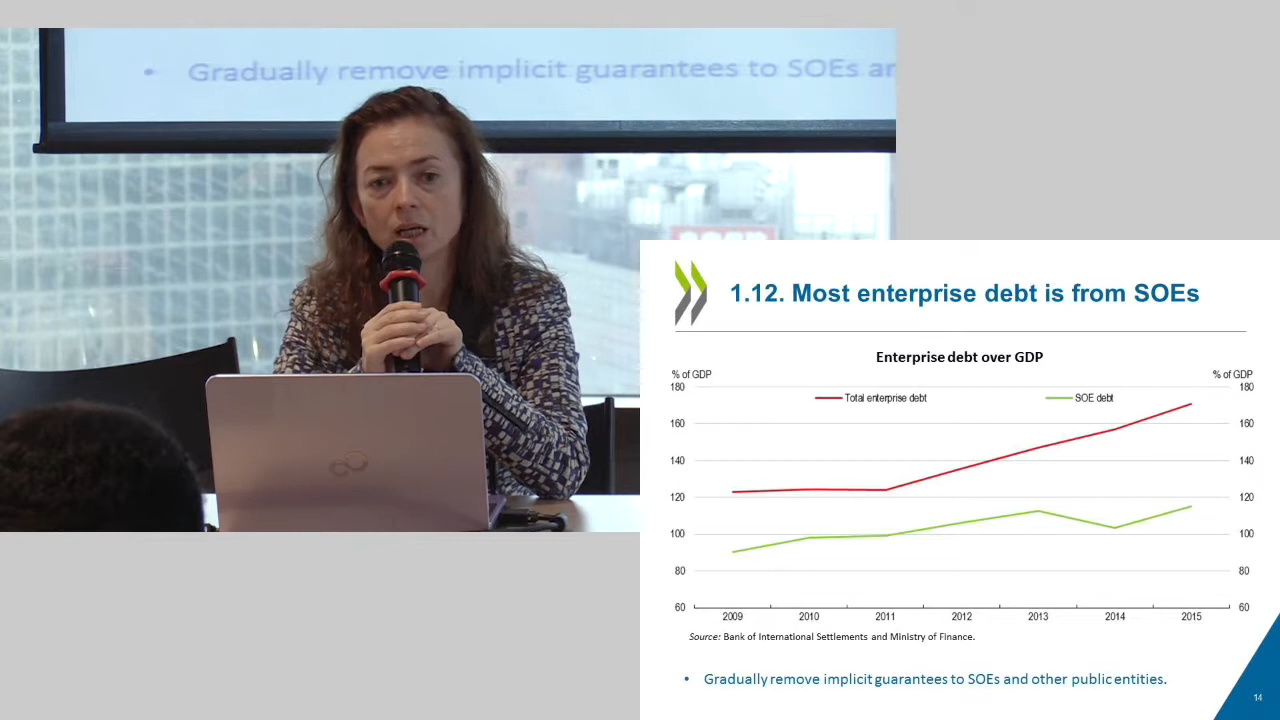 • Gradually remove implicit guarantees to SOEs
1.12. Most enterprise debt is from SOEs
Enterprise debt over GDP
% of GDP % of GDP
180 Total enterprise debt SOE debt 180
160 160
140 140
120 120
100 100
80 80
60 60
2009 2010 2011 2012 2013 2014 2015
Source: Bank of International Settlements and Ministry of Finance.
• Gradually remove implicit guarantees to SOEs and other public entities.
14